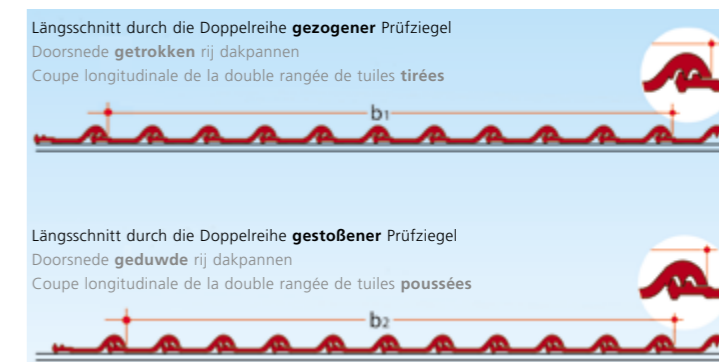 Längsschnitt durch die Doppelreihe gezogener Prüfziegel
Doorsnede getrokken rij dakpannen
Coupe longitudinale de la double rangée de tuiles tirées
b1
Längsschnitt durch die Doppelreihe gestoßener Prüfziegel
Doorsnede geduwde rij dakpannen
Coupe longitudinale de la double rangée de tuiles poussées
b2